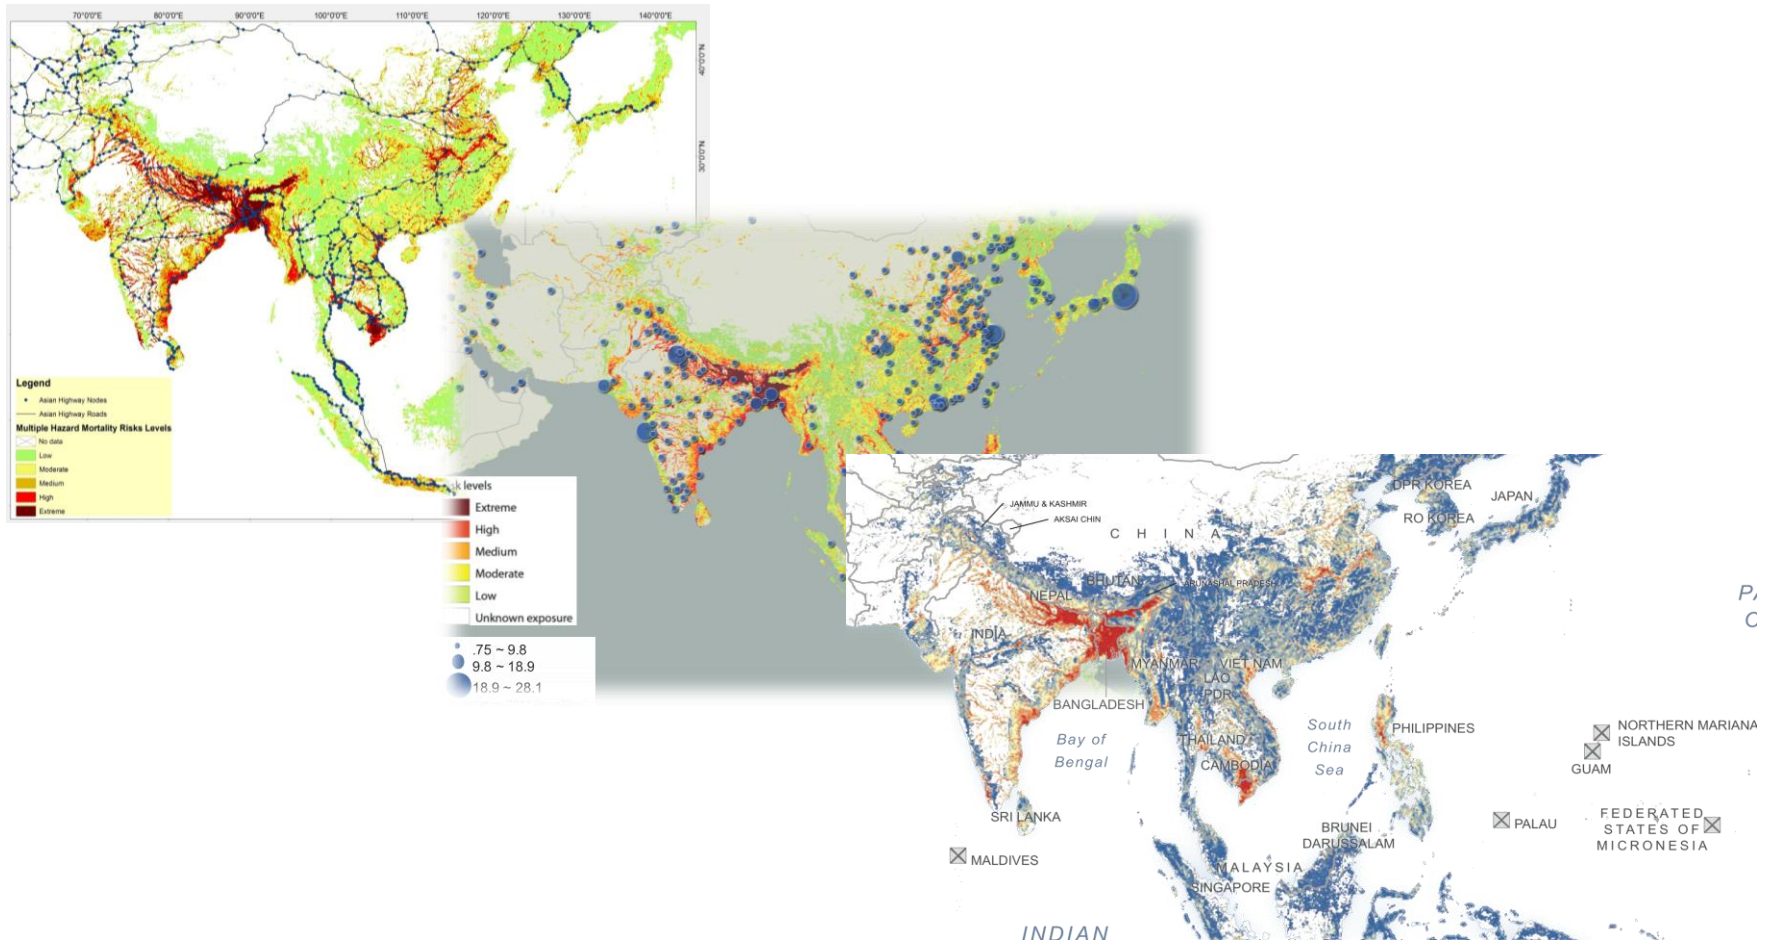 70°0'0"E 80°0'0"E 90°0'0"E 100°0'0"E 110°0'0"E 120°0'0"E 130°0'0"E 140°0'0"E
40°0'0"N
30°0'0"N
Legend
Asian Highway Nodes
Asian Highway Roads
Multiple Hazard Mortality Risks Levels
No data
Low
Moderate
Medium
High
Extreme
sk levels
Extreme
High
Medium
Moderate
Low
Unknown exposure
.75 ~ 9.8
9.8 ~ 18.9
18.9 ~ 28.1
DPR KOREA
JAPAN
JAMMU & KASHMIR
RO KOREA
AKSAI CHIN
CHINA
BHUTAN
ARUNASHAL PRADESH
NEPAL
PA
C
INDIA
MYANMAR
VIET NAM
LAO
PDR
BANGLADESH
South
China
Sea
PHILIPPINES
NORTHERN MARIANA
ISLANDS
Bay of
Bengal
THAILAND
CAMBODIA
GUAM
SRI LANKA
BRUNEI
DARUSSALAM
PALAU
FEDERATED
STATES OF
MICRONESIA
MALDIVES
MALAYSIA
SINGAPORE
INDIAN